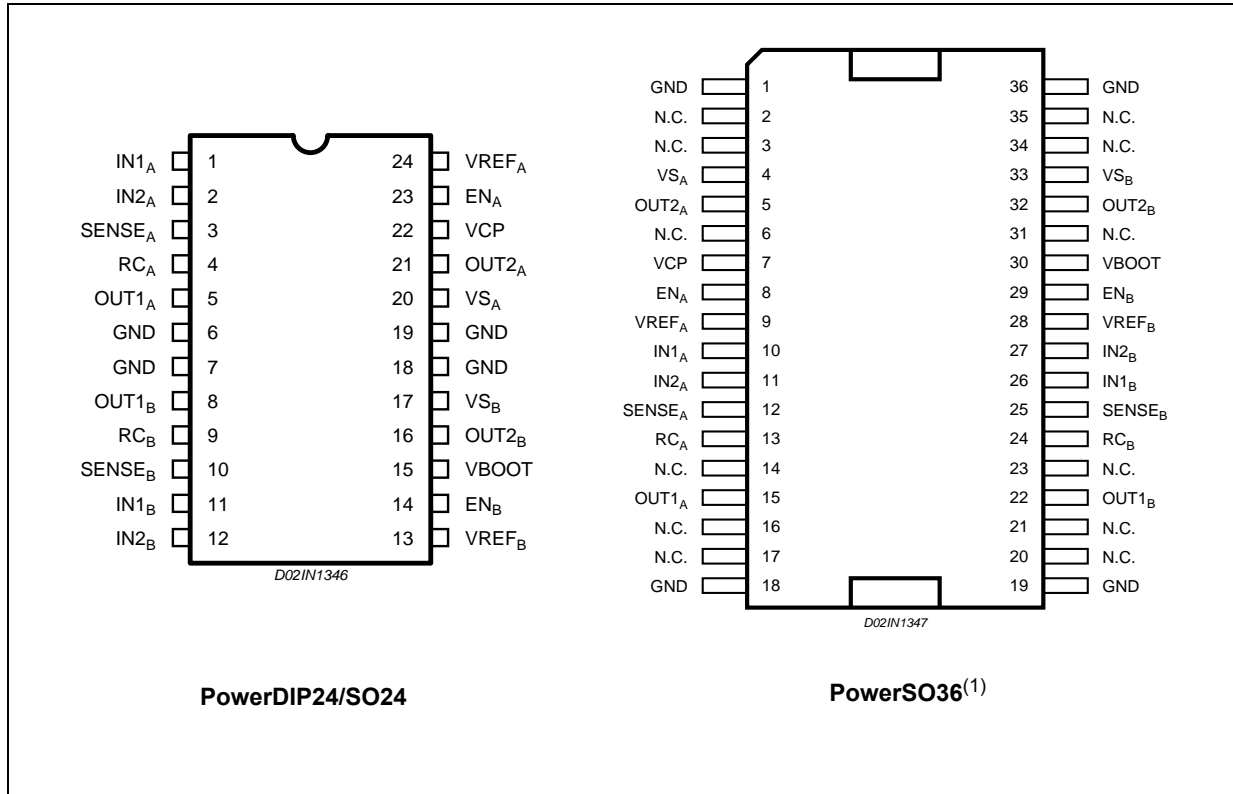 IN1A 1 24 VREFA
IN2A 2 23 ENA
SENSEA 3 22 VCP
RCA 4 21 OUT2A
OUT1A 5 20 VSA
GND 6 19 GND
GND 7 18 GND
OUT1B 8 17 VSB
RCB 9 16 OUT2B
SENSEB 10 15 VBOOT
IN1B 11 14 ENB
IN2B 12 13 VREFB
D02IN1346
PowerDIP24/SO24
GND 1 36 GND
N.C. 2 35 N.C.
N.C. 3 34 N.C.
VSA 4 33 VSB
OUT2A 5 32 OUT2B
N.C. 6 31 N.C.
VCP 7 30 VBOOT
ENA 8 29 ENB
VREFA 9 28 VREFB
IN1A 10 27 IN2B
IN2A 11 26 IN1B
SENSEA 12 25 SENSEB
RCA 13 24 RCB
N.C. 14 23 N.C.
OUT1A 15 22 OUT1B
N.C. 16 21 N.C.
N.C. 17 20 N.C.
GND 18 19 GND
D02IN1347
PowerSO36(1)